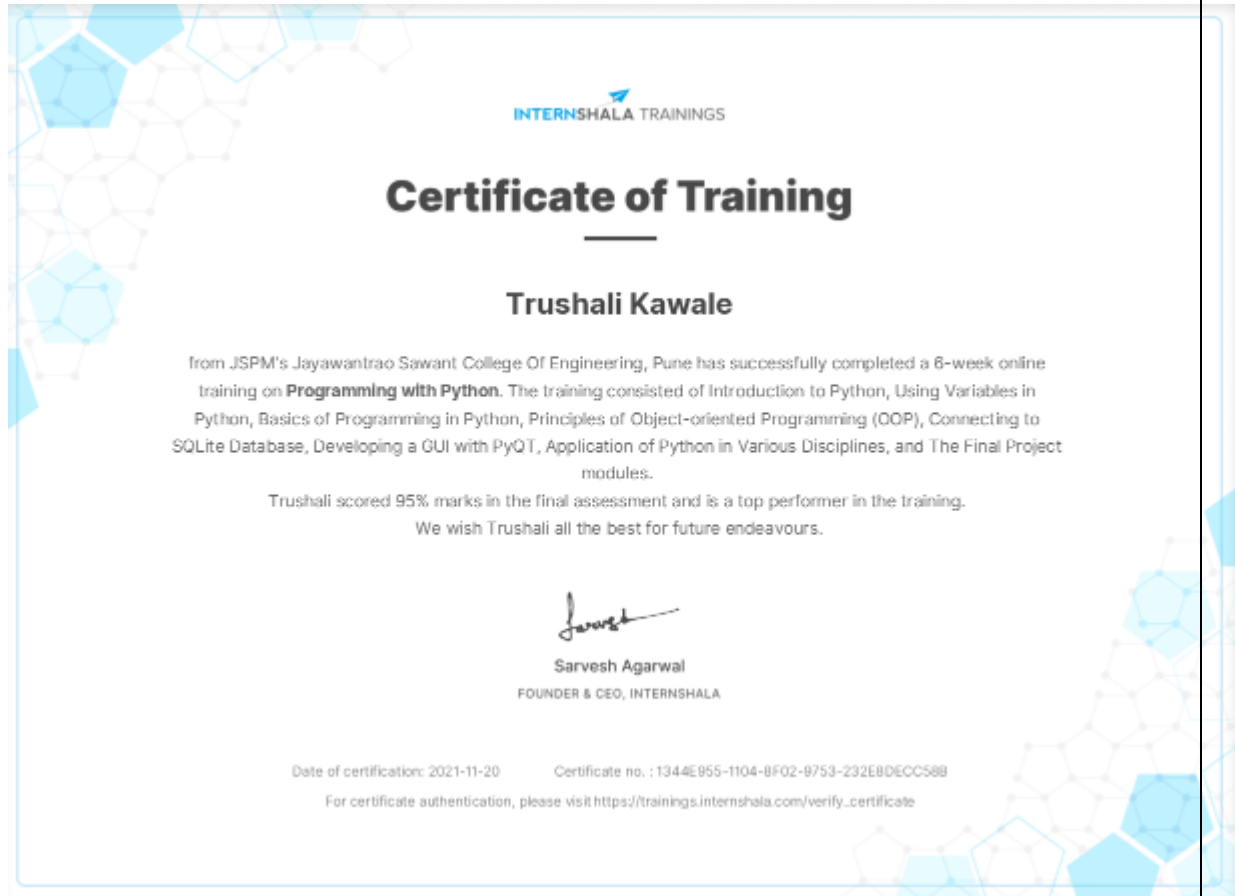 INTERNSHALA TRAININGS
Certificate of Training
Trushali Kawale
from JSPM's Jayawantrao Sawant College Of Engineering, Pune has successfully completed a 6-week online
training on Programming with Python. The training consisted of Introduction to Python, Using Variables in
Python, Basics of Programming in Python, Principles of Object-oriented Programming (OOP), Connecting to
SQLite Database, Developing a GUI with PyQT, Application of Python in Various Disciplines, and The Final Project
modules.
Trushali scored 95% marks in the final assessment and is a top performer in the training.
We wish Trushali all the best for future endeavours.
Sarvesh
Sarvesh Agarwal
FOUNDER & CEO, INTERNSHALA
Date of certification: 2021-11-20 Certificate no. : 1344E955-1104-8F02-9753-232E8DECC58B
For certificate authentication, please visit https://trainings.internshala.com/verify_certificate